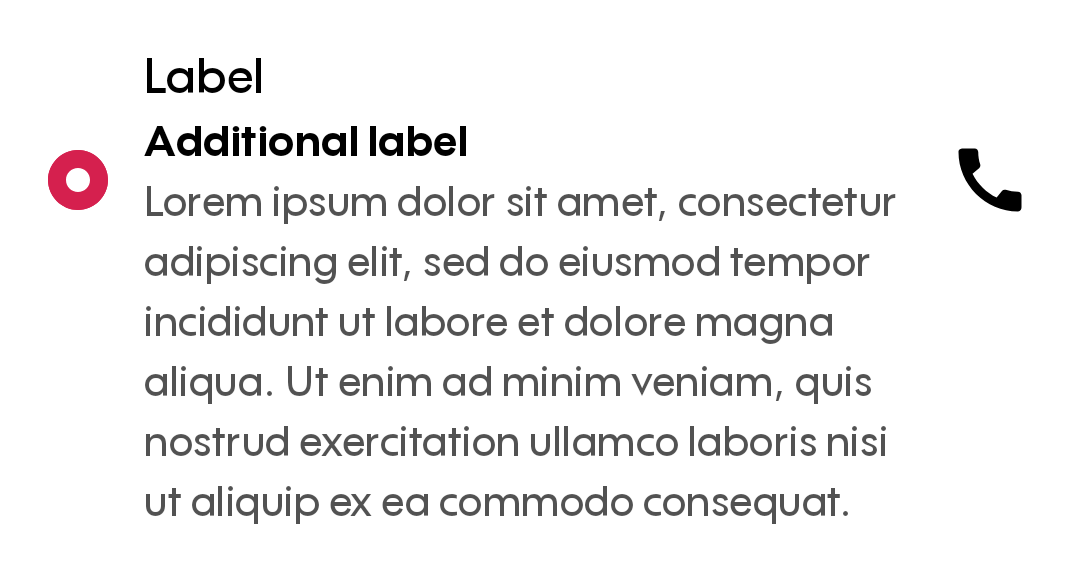 Label
Additional label
Lorem ipsum dolor sit amet, consectetur
adipiscing elit, sed do eiusmod tempor
incididunt ut labore et dolore magna
aliqua. Ut enim ad minim veniam, quis
nostrud exercitation ullamco laboris nisi
ut aliquip ex ea commodo consequat.